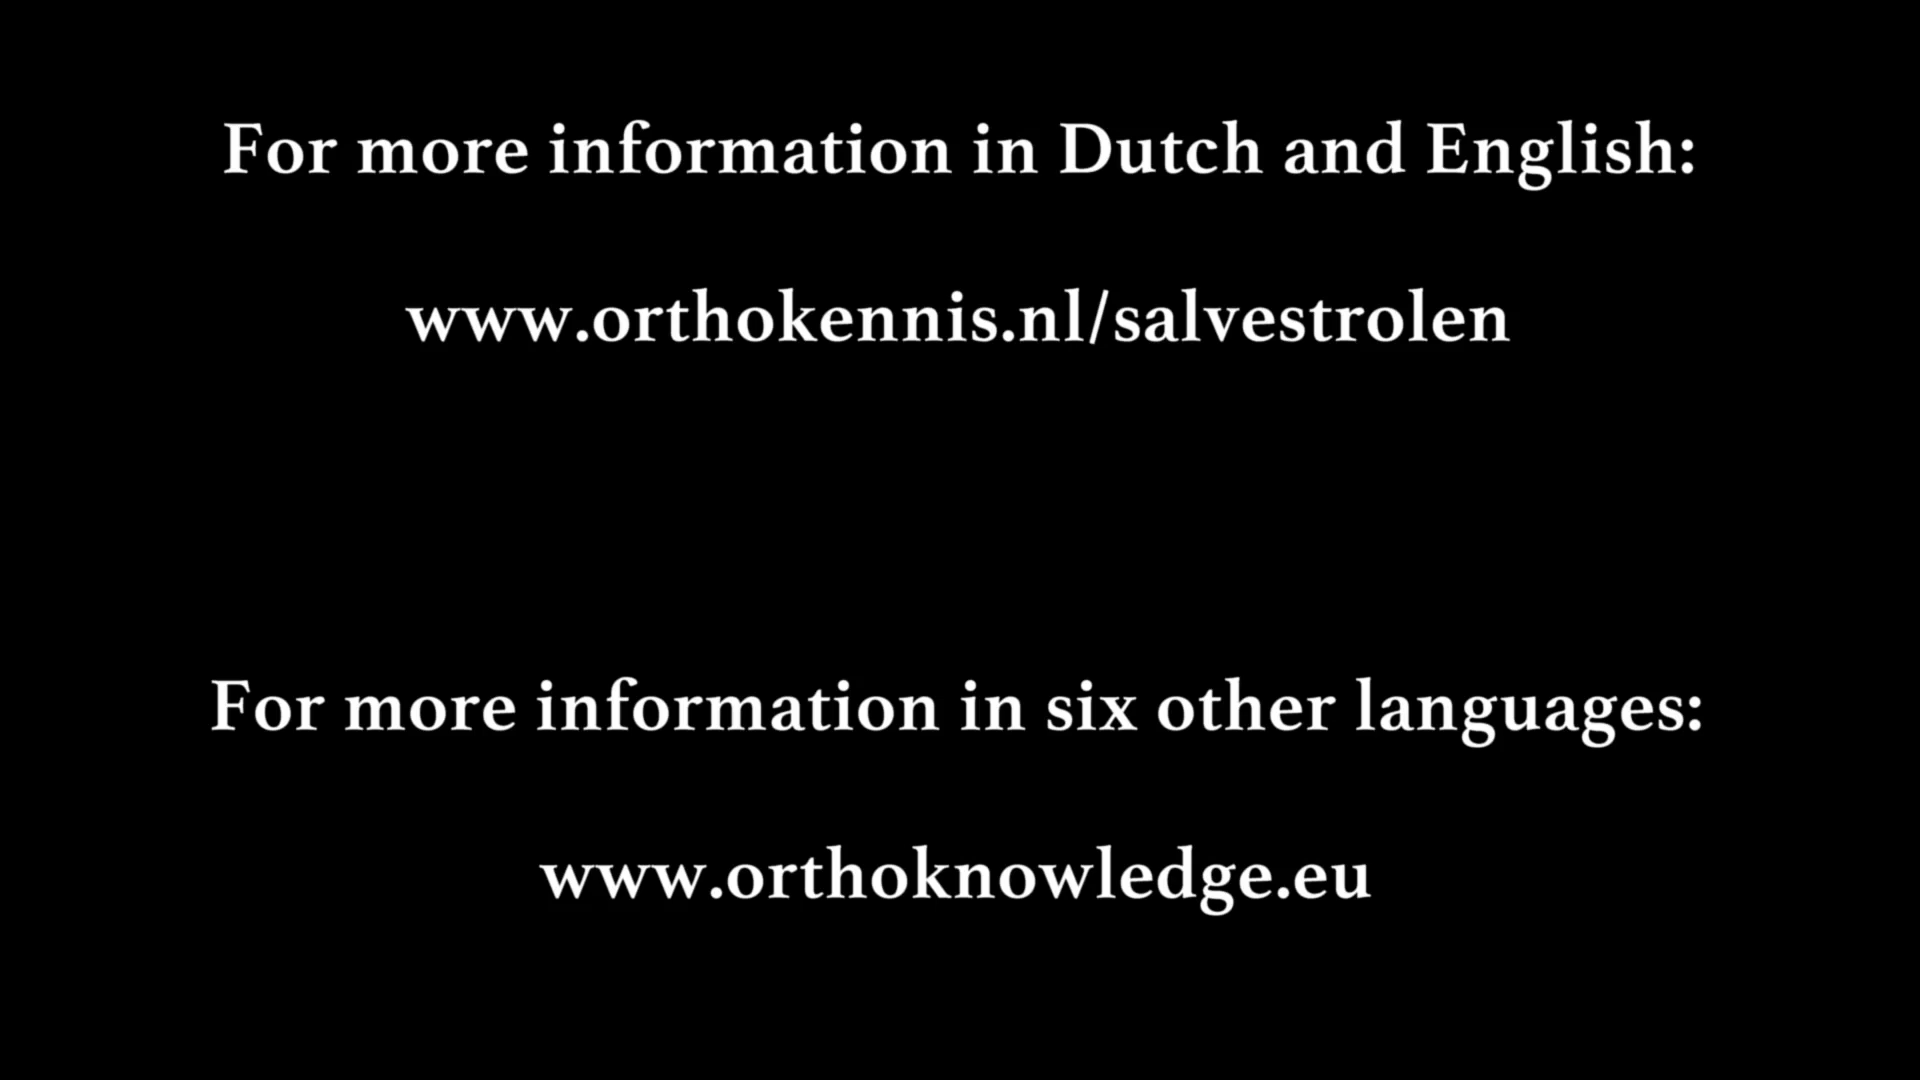 For more information in Dutch and English:
www.orthokennis.nl/salvestrolen
For more information in six other languages:
www.orthoknowledge.eu